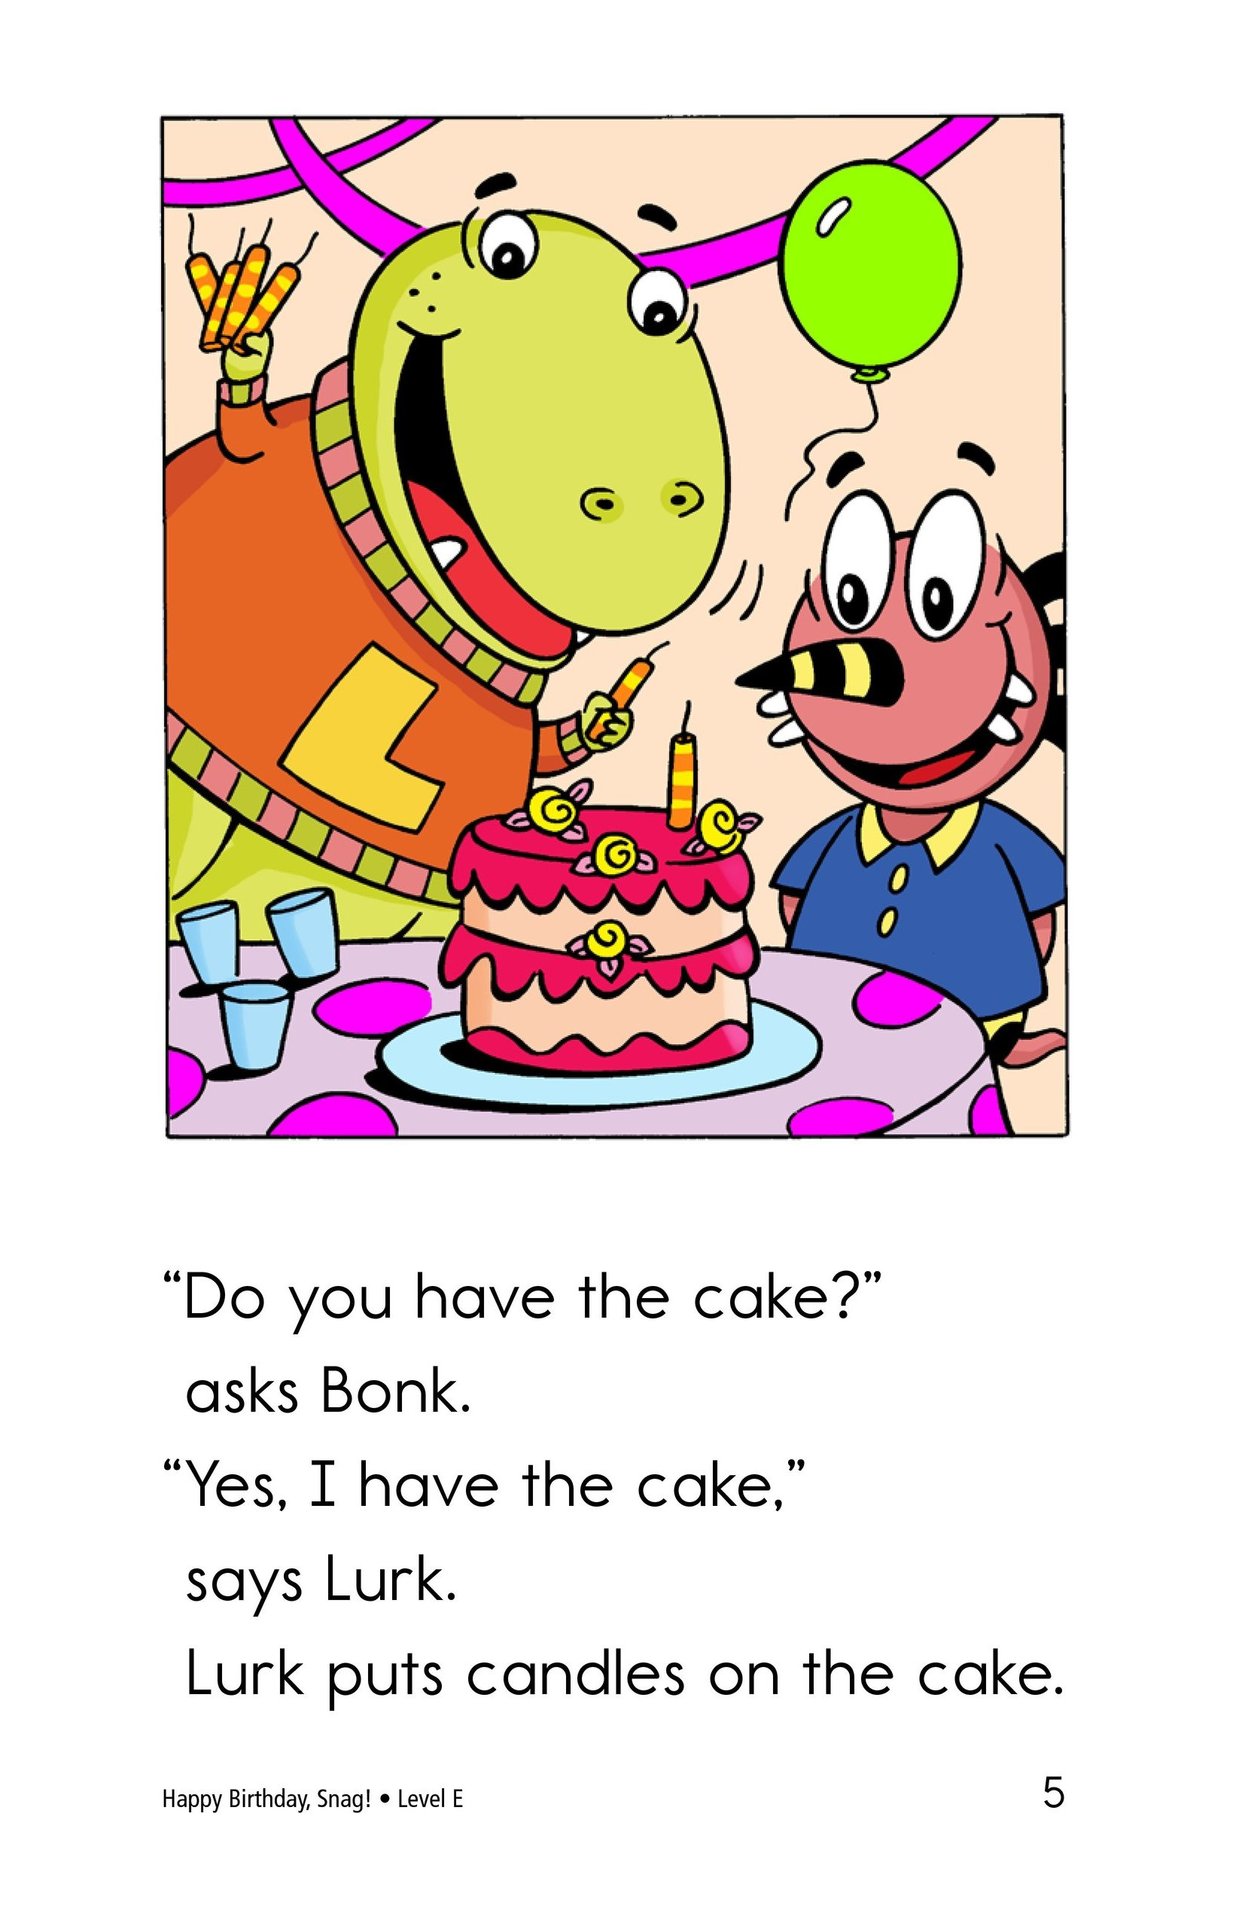 “Do you have the cake?”
asks Bonk.
“Yes, I have the cake,”
says Lurk.
Lurk puts candles on the cake.
Happy Birthday, Snag! • Level E
5
L